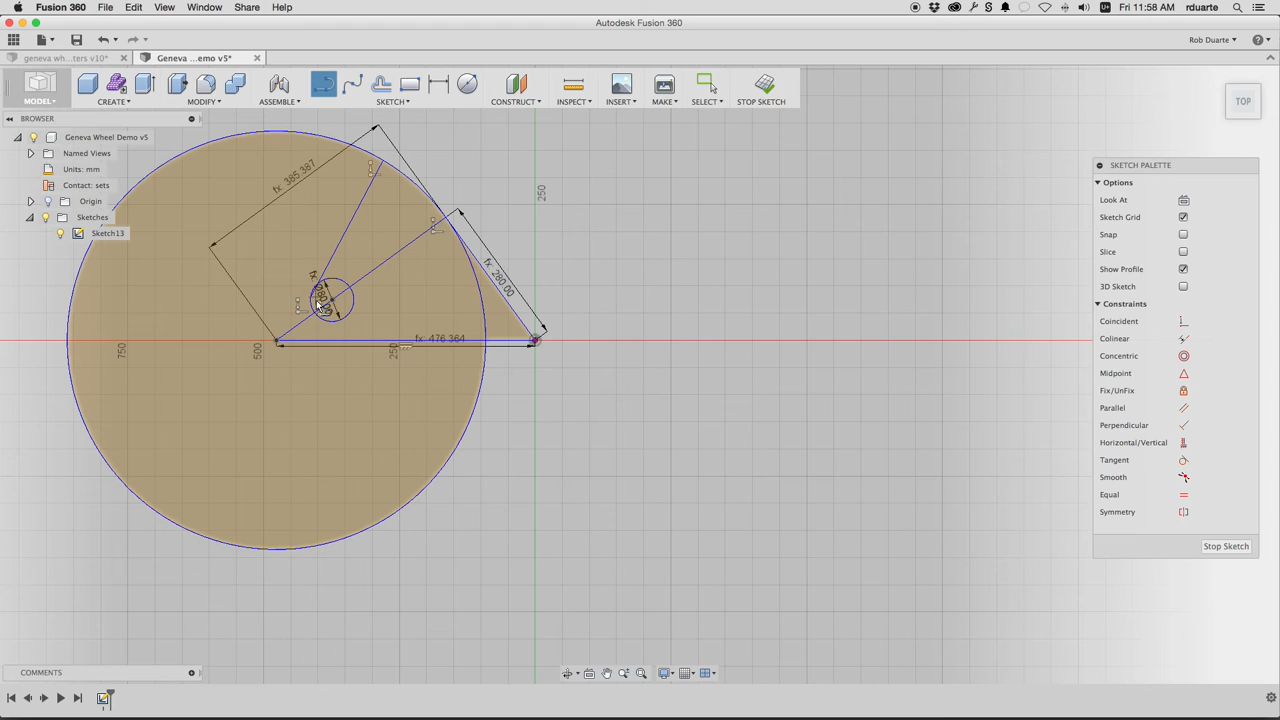 Fusion 360 File Edit View Window Share Help
Fri 11:58 AM rduarte
Autodesk Fusion 360
Rob Duarte
geneva wh...ters v10*
Geneva ...emo v5*
MODEL
CREATE
MODIFY
ASSEMBLE
SKETCH
CONSTRUCT
INSPECT
INSERT
MAKE
SELECT
STOP SKETCH
TOP
BROWSER
Geneva Wheel Demo v5
Named Views
Units: mm
Contact: sets
Origin
Sketches
Sketch13
fx: 385.387
250
fx: 280.00
fx: 476.364
750
500
250
SKETCH PALETTE
Options
Look At
Sketch Grid
Snap
Slice
Show Profile
3D Sketch
Constraints
Coincident
Colinear
Concentric
Midpoint
Fix/UnFix
Parallel
Perpendicular
Horizontal/Vertical
Tangent
Smooth
Equal
Symmetry
Stop Sketch
COMMENTS